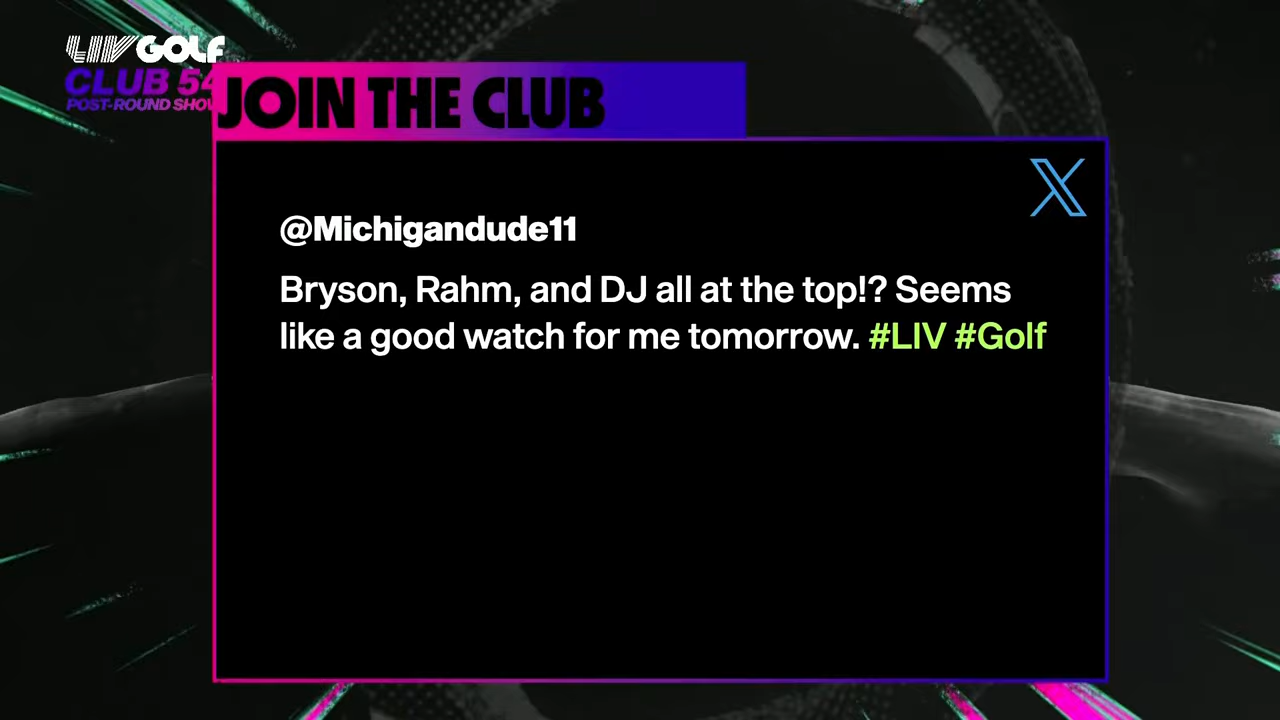 LIV GOLF
CLUB 54
POST-ROUND SHOW
JOIN THE CLUB
@Michigandude11
Bryson, Rahm, and DJ all at the top!? Seems
like a good watch for me tomorrow. #LIV #Golf